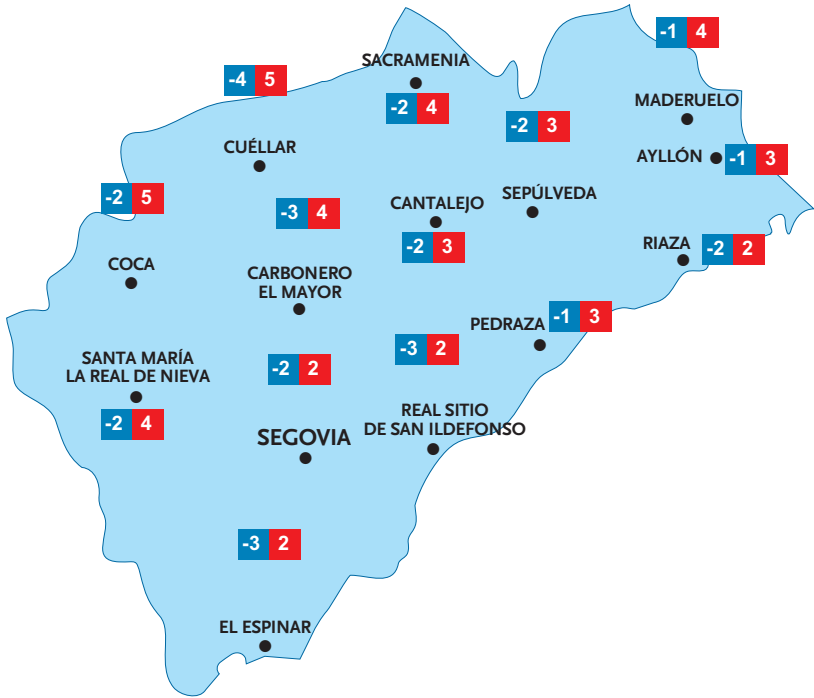 -1 4
SACRAMENIA
-4 5
-2 4
MADERUELO
-2 3
CUÉLLAR
AYLLÓN
-1 3
-2 5
SEPÚLVEDA
CANTALEJO
-3 4
RIAZA
-2 2
-2 3
COCA
CARBONERO
EL MAYOR
-1 3
PEDRAZA
-3 2
SANTA MARÍA
LA REAL DE NIEVA
-2 2
-2 4
REAL SITIO
DE SAN ILDEFONSO
SEGOVIA
-3 2
EL ESPINAR